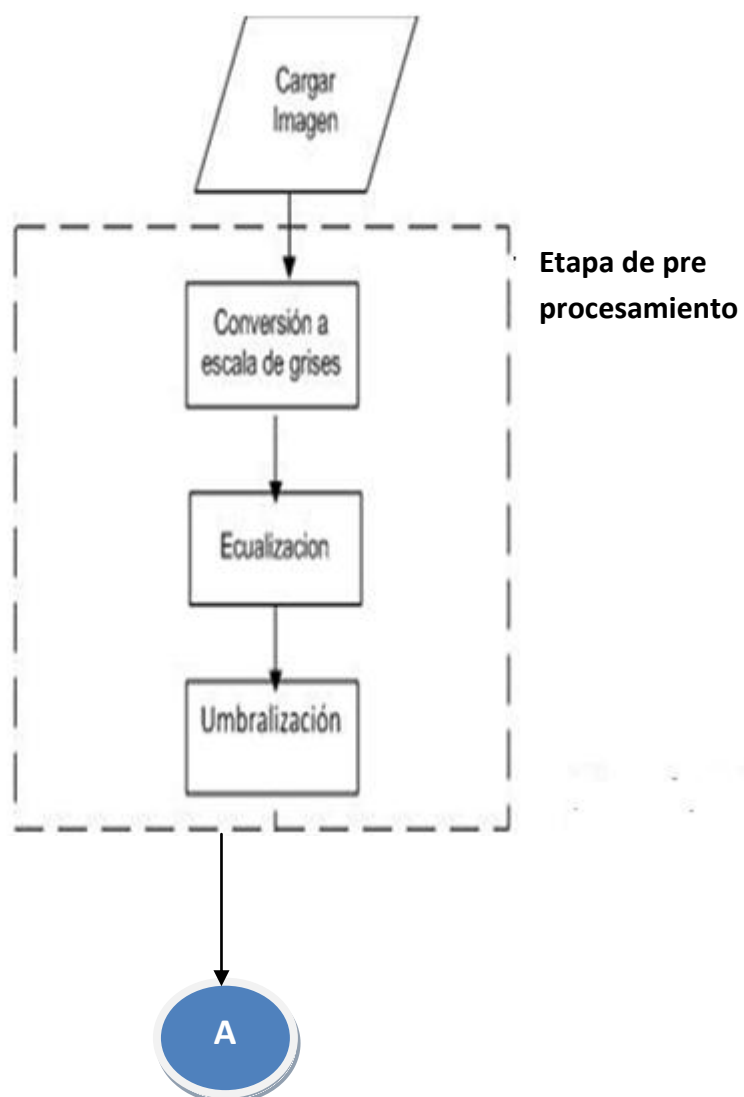 Cargar
Imagen
Etapa de pre
procesamiento
Conversión a
escala de grises
Ecualizacion
Umbralización
A